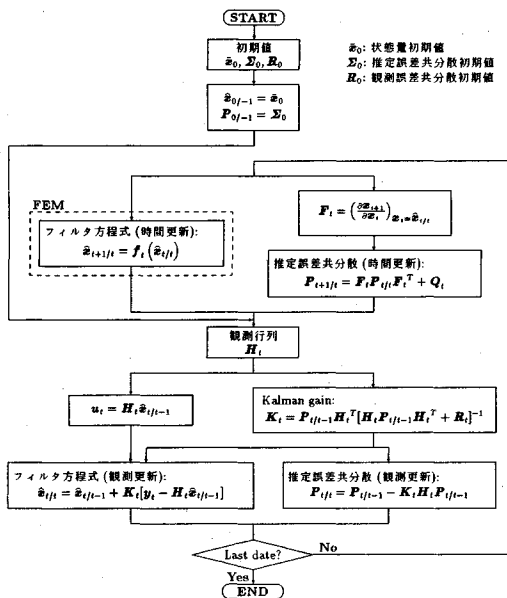 START
初期値
x̄₀, Σ₀, R₀
x̄₀: 状態量初期値
Σ₀: 推定誤差共分散初期値
R₀: 観測誤差共分散初期値
x̂₀/₋₁ = x̄₀
P₀/₋₁ = Σ₀
FEM
フィルタ方程式 (時間更新):
x̂ₜ₊₁/ₜ = fₜ (x̂ₜ/ₜ)
Fₜ = (∂xₜ₊₁/∂xₜ) xₜ=x̂ₜ/ₜ
推定誤差共分散 (時間更新):
Pₜ₊₁/ₜ = FₜPₜ/ₜFₜᵀ + Qₜ
観測行列
Hₜ
uₜ = Hₜx̂ₜ/ₜ₋₁
Kalman gain:
Kₜ = Pₜ/ₜ₋₁Hₜᵀ[HₜPₜ/ₜ₋₁Hₜᵀ + Rₜ]⁻¹
フィルタ方程式 (観測更新):
x̂ₜ/ₜ = x̂ₜ/ₜ₋₁ + Kₜ[yₜ − Hₜx̂ₜ/ₜ₋₁]
推定誤差共分散 (観測更新):
Pₜ/ₜ = Pₜ/ₜ₋₁ − KₜHₜPₜ/ₜ₋₁
Last date?
No
Yes
END